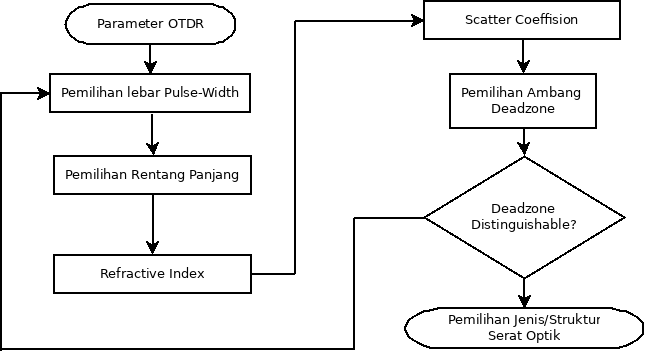 Parameter OTDR
Pemilihan lebar Pulse-Width
Pemilihan Rentang Panjang
Refractive Index
Scatter Coeffision
Pemilihan Ambang
Deadzone
Deadzone
Distinguishable?
Pemilihan Jenis/Struktur
Serat Optik